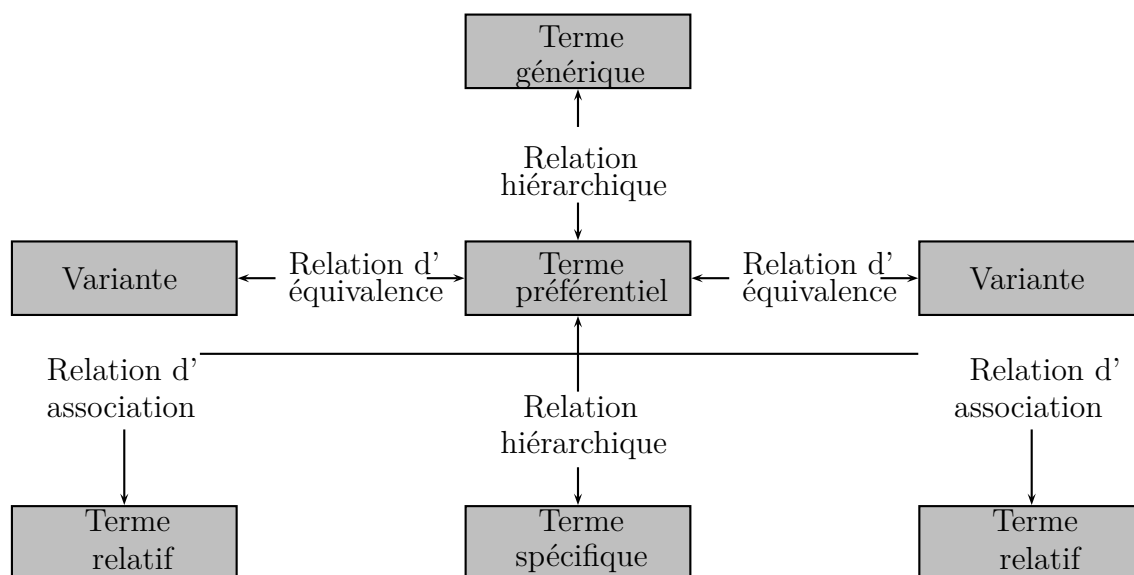 Terme
générique
Relation
hiérarchique
Variante
Relation d'
équivalence
Terme
préférentiel
Relation d'
équivalence
Variante
Relation d'
association
Relation
hiérarchique
Relation d'
association
Terme
relatif
Terme
spécifique
Terme
relatif